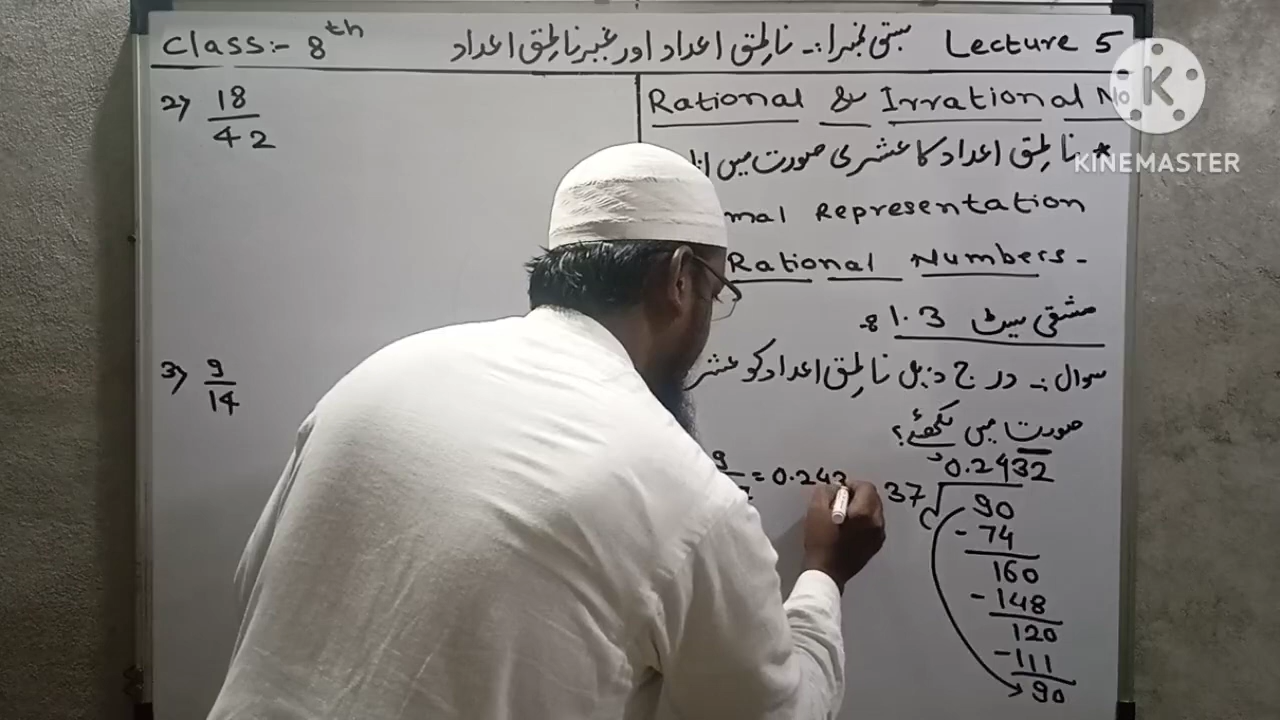 Class:- 8th سبق نمبر 1:- ناطق اعداد اور غیر ناطق اعداد Lecture 5
K
KINEMASTER
Rational & Irrational No
* ناطق اعداد کا عشری صورت میں
mal Representation
Rational Numbers -
مشقی سیٹ 1.3 :-
سوال :- درج ذیل ناطق اعداد کو عشر
صورت میں لکھئے؟
9
= 0.243
0.2432
37 90
- 74
160
- 148
120
- 111
90
2) 18
42
3) 9
14